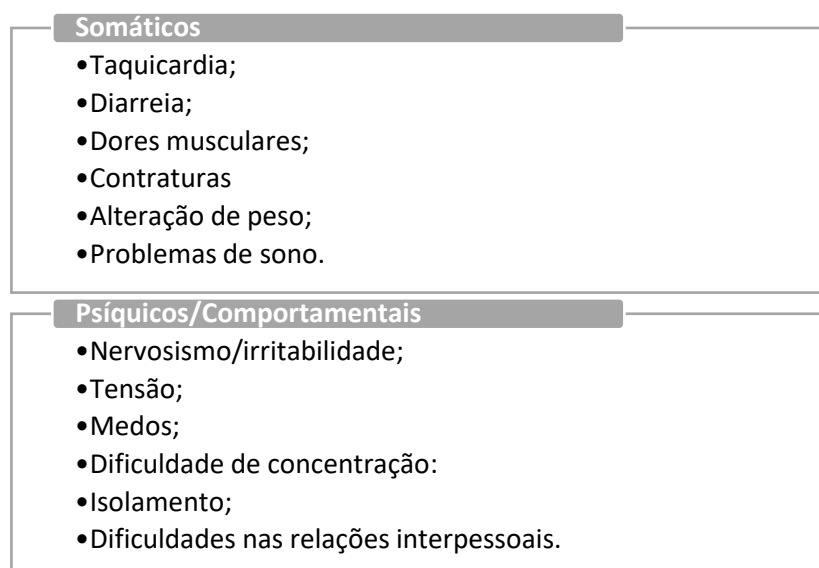 Somáticos
•Taquicardia;
•Diarreia;
•Dores musculares;
•Contraturas
•Alteração de peso;
•Problemas de sono.
Psíquicos/Comportamentais
•Nervosismo/irritabilidade;
•Tensão;
•Medos;
•Dificuldade de concentração:
•Isolamento;
•Dificuldades nas relações interpessoais.